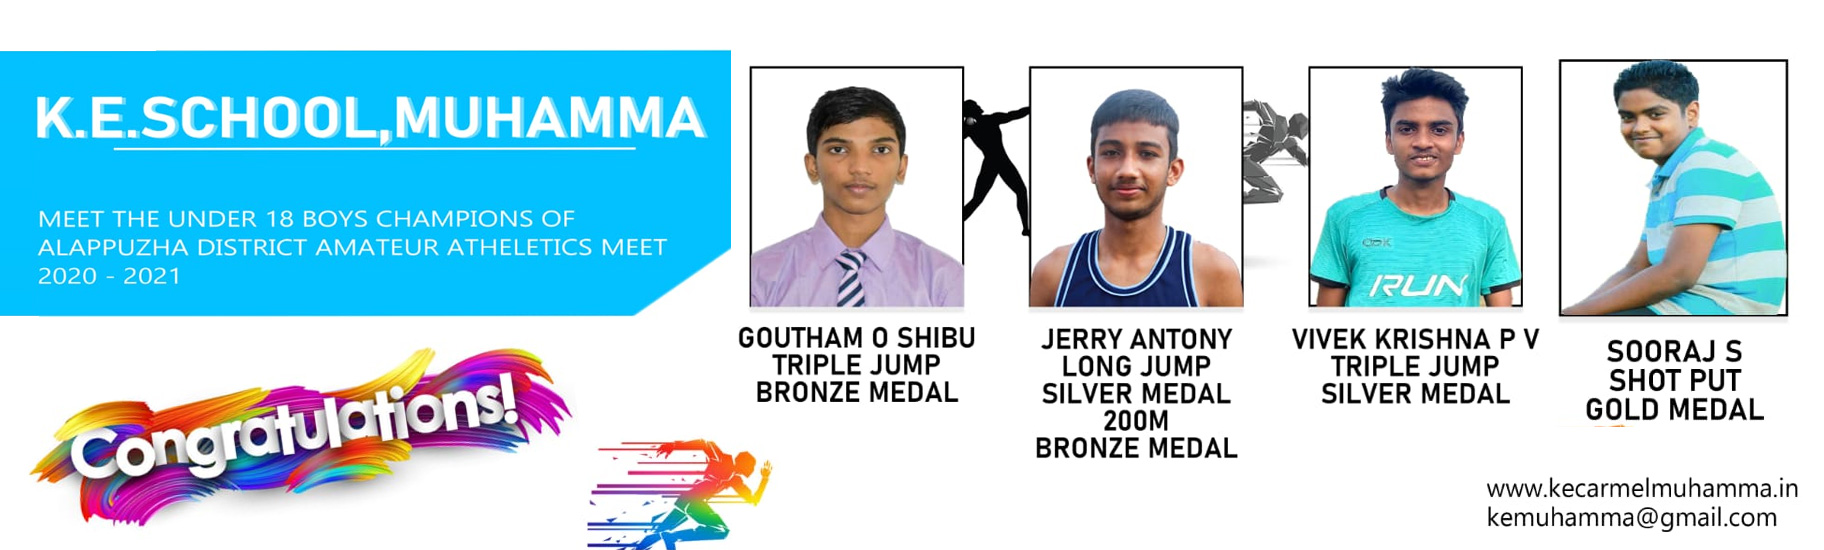 K.E.SCHOOL,MUHAMMA
MEET THE UNDER 18 BOYS CHAMPIONS OF
ALAPPUZHA DISTRICT AMATEUR ATHELETICS MEET
2020 - 2021
Congratulations!
GOUTHAM O SHIBU
TRIPLE JUMP
BRONZE MEDAL
JERRY ANTONY
LONG JUMP
SILVER MEDAL
200M
BRONZE MEDAL
RUN
VIVEK KRISHNA P V
TRIPLE JUMP
SILVER MEDAL
SOORAJ S
SHOT PUT
GOLD MEDAL
www.kecarmelmuhamma.in
kemuhamma@gmail.com